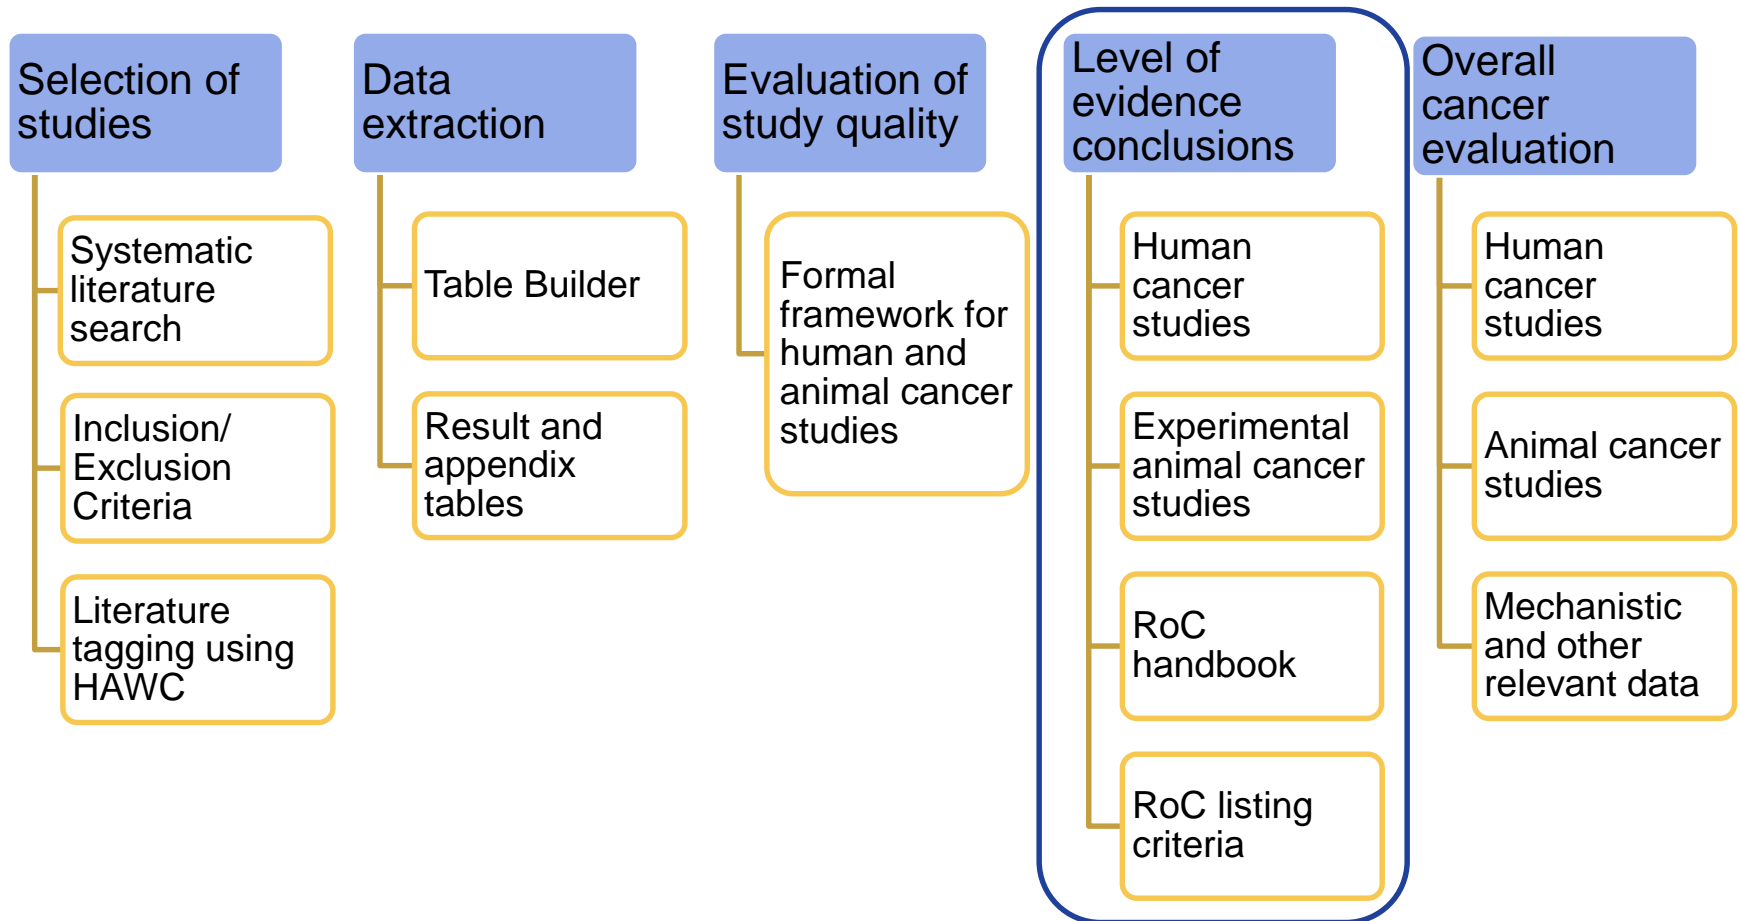 Selection of
studies
Systematic
literature
search
Inclusion/
Exclusion
Criteria
Literature
tagging using
HAWC
Data
extraction
Table Builder
Result and
appendix
tables
Evaluation of
study quality
Formal
framework for
human and
animal cancer
studies
Level of
evidence
conclusions
Human
cancer
studies
Experimental
animal cancer
studies
RoC
handbook
RoC listing
criteria
Overall
cancer
evaluation
Human
cancer
studies
Animal cancer
studies
Mechanistic
and other
relevant data